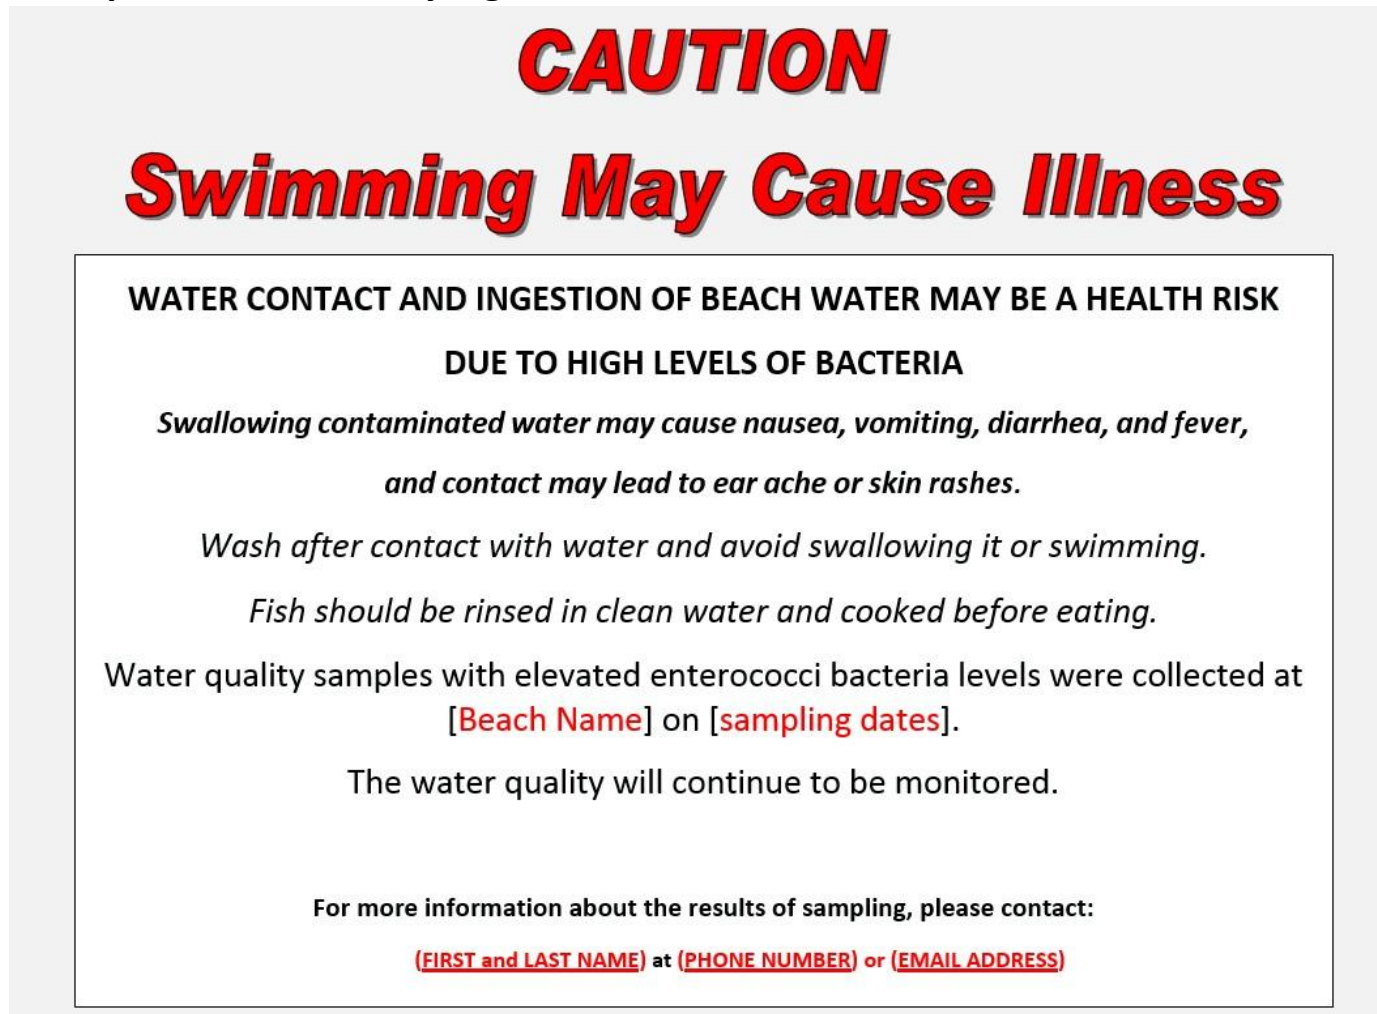 CAUTION
Swimming May Cause Illness
WATER CONTACT AND INGESTION OF BEACH WATER MAY BE A HEALTH RISK
DUE TO HIGH LEVELS OF BACTERIA
Swallowing contaminated water may cause nausea, vomiting, diarrhea, and fever,
and contact may lead to ear ache or skin rashes.
Wash after contact with water and avoid swallowing it or swimming.
Fish should be rinsed in clean water and cooked before eating.
Water quality samples with elevated enterococci bacteria levels were collected at
[Beach Name] on [sampling dates].
The water quality will continue to be monitored.
For more information about the results of sampling, please contact:
(FIRST and LAST NAME) at (PHONE NUMBER) or (EMAIL ADDRESS)